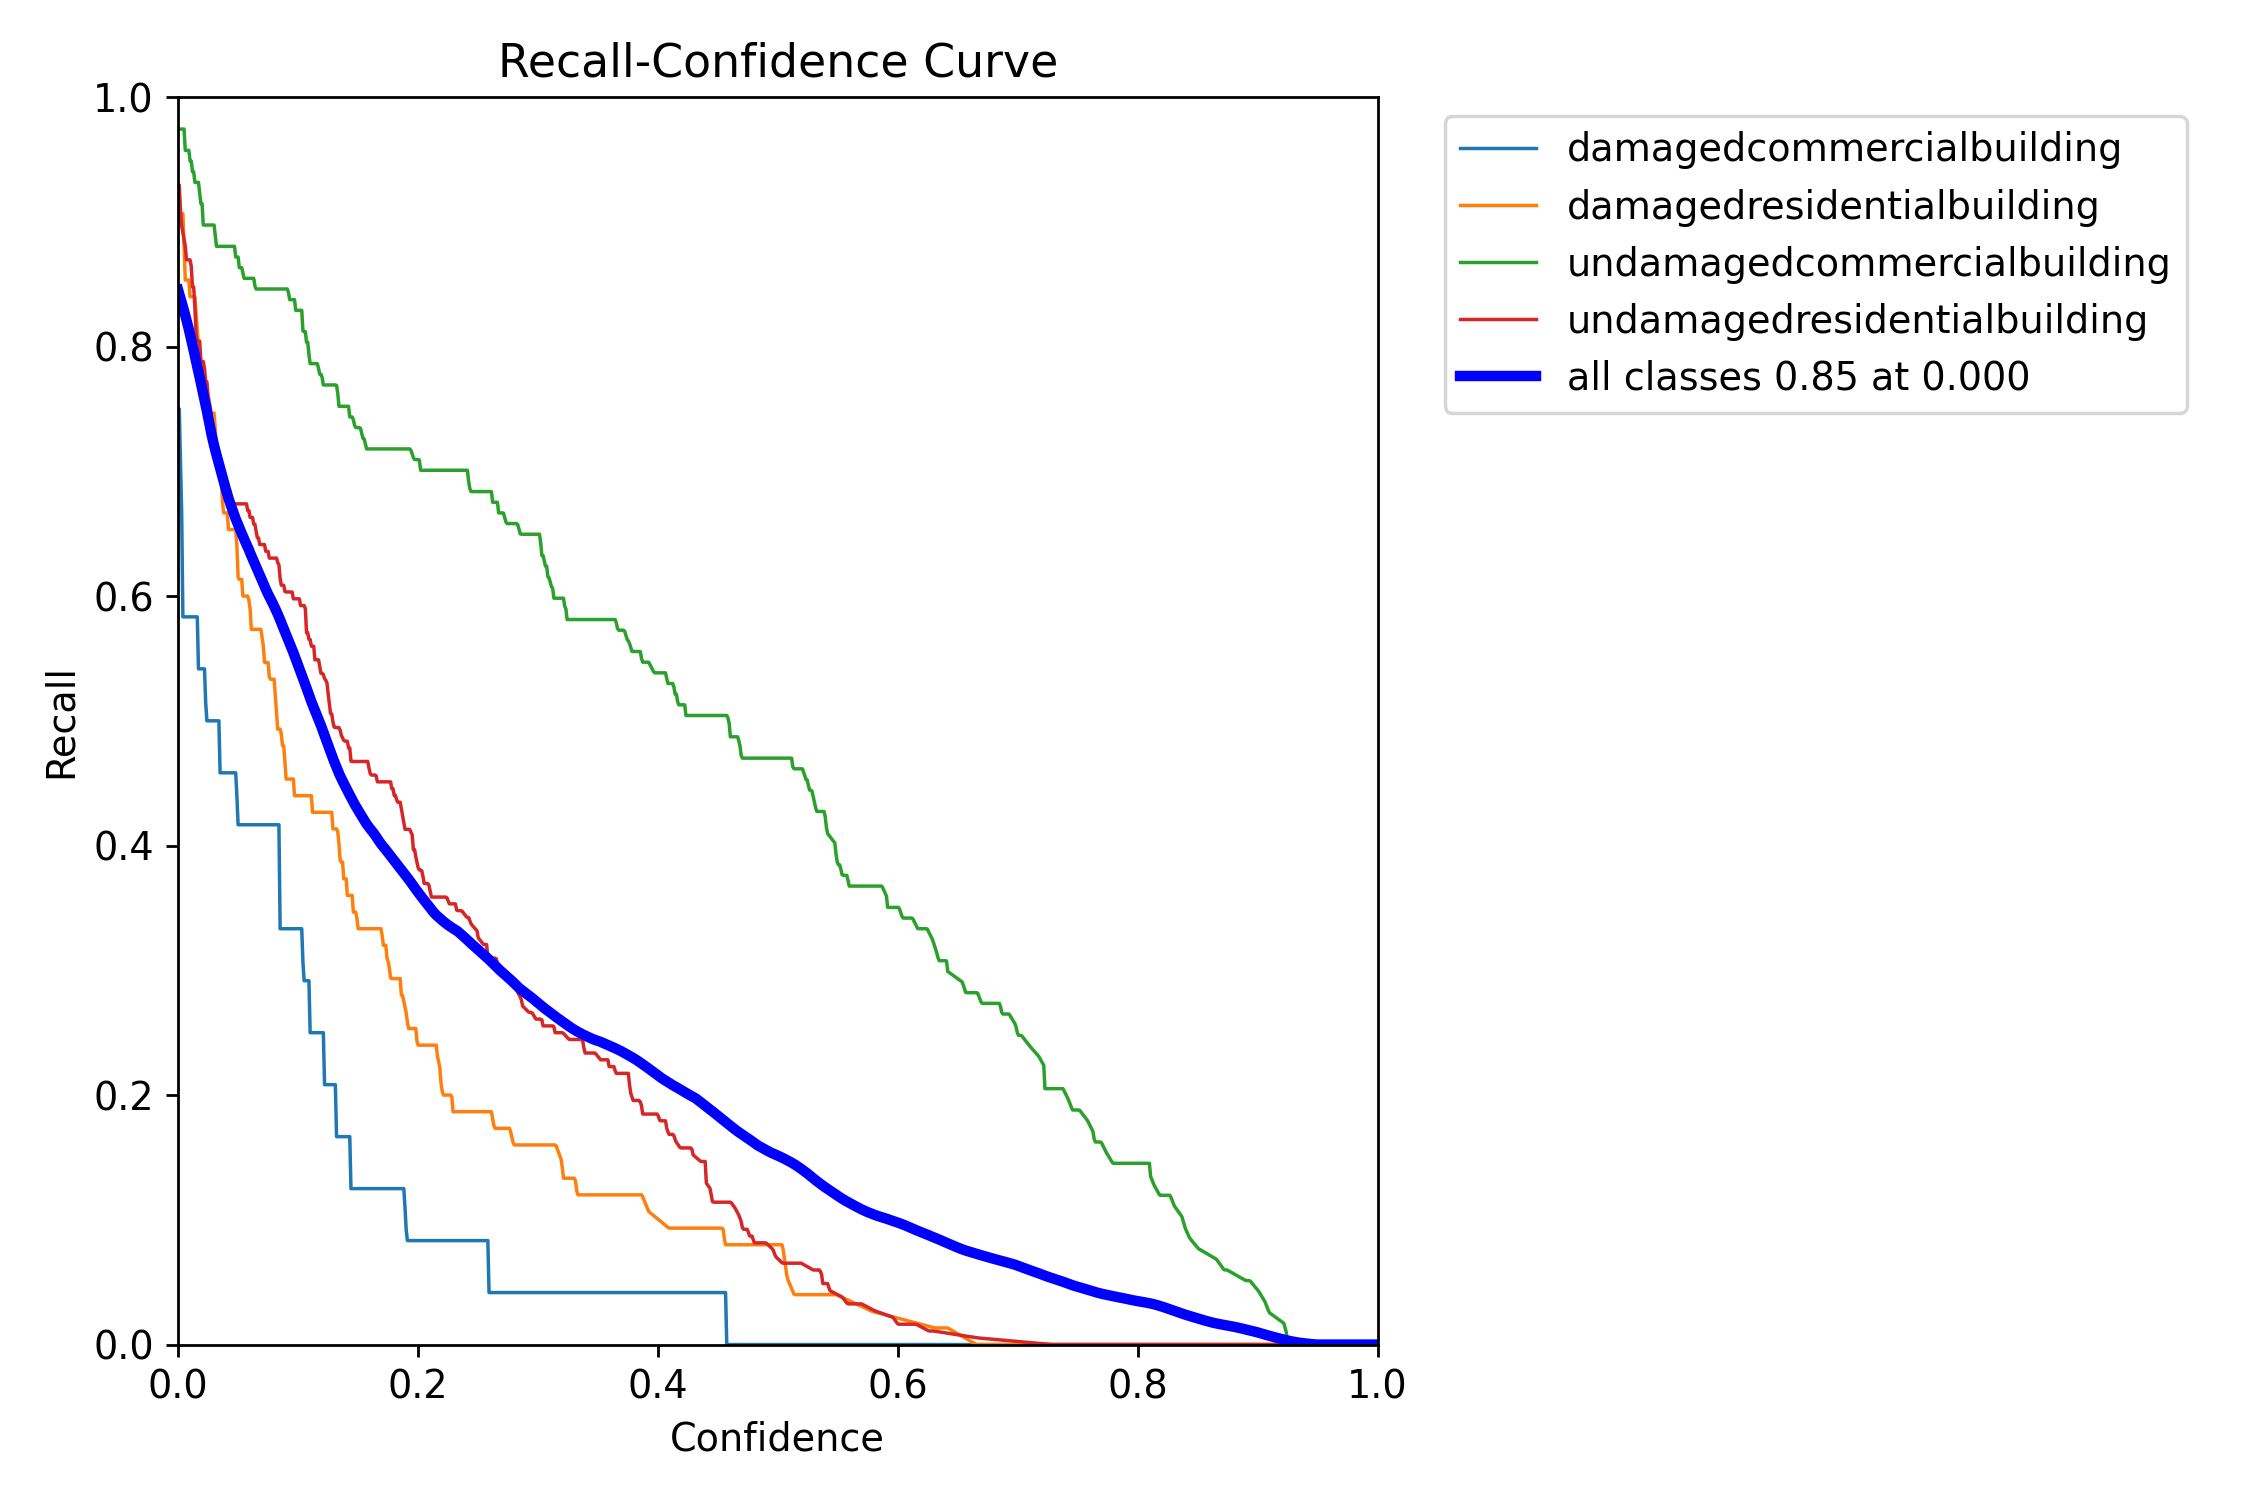 Recall-Confidence Curve
1.0
0.8
0.6
0.4
0.2
0.0
Recall
0.0 0.2 0.4 0.6 0.8 1.0
Confidence
damagedcommercialbuilding
damagedresidentialbuilding
undamagedcommercialbuilding
undamagedresidentialbuilding
all classes 0.85 at 0.000